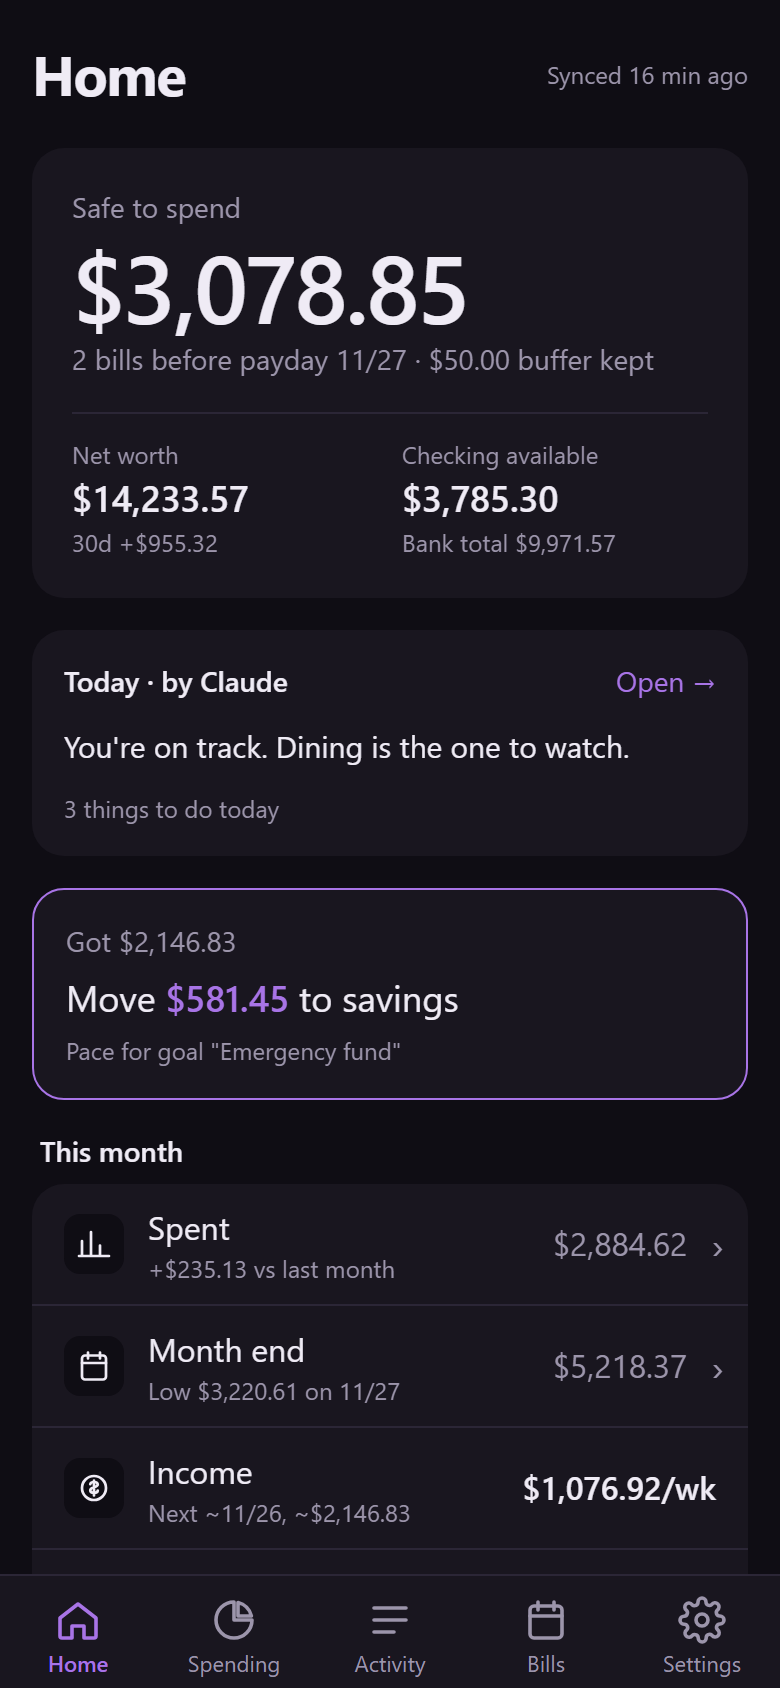 Home
Synced 16 min ago
Safe to spend
$3,078.85
2 bills before payday 11/27 · $50.00 buffer kept
Net worth
Checking available
$14,233.57
$3,785.30
30d +$955.32
Bank total $9,971.57
Today · by Claude
Open →
You're on track. Dining is the one to watch.
3 things to do today
Got $2,146.83
Move $581.45 to savings
Pace for goal "Emergency fund"
This month
Spent
+$235.13 vs last month
$2,884.62 ›
Month end
Low $3,220.61 on 11/27
$5,218.37 ›
Income
Next ~11/26, ~$2,146.83
$1,076.92/wk
Home
Spending
Activity
Bills
Settings